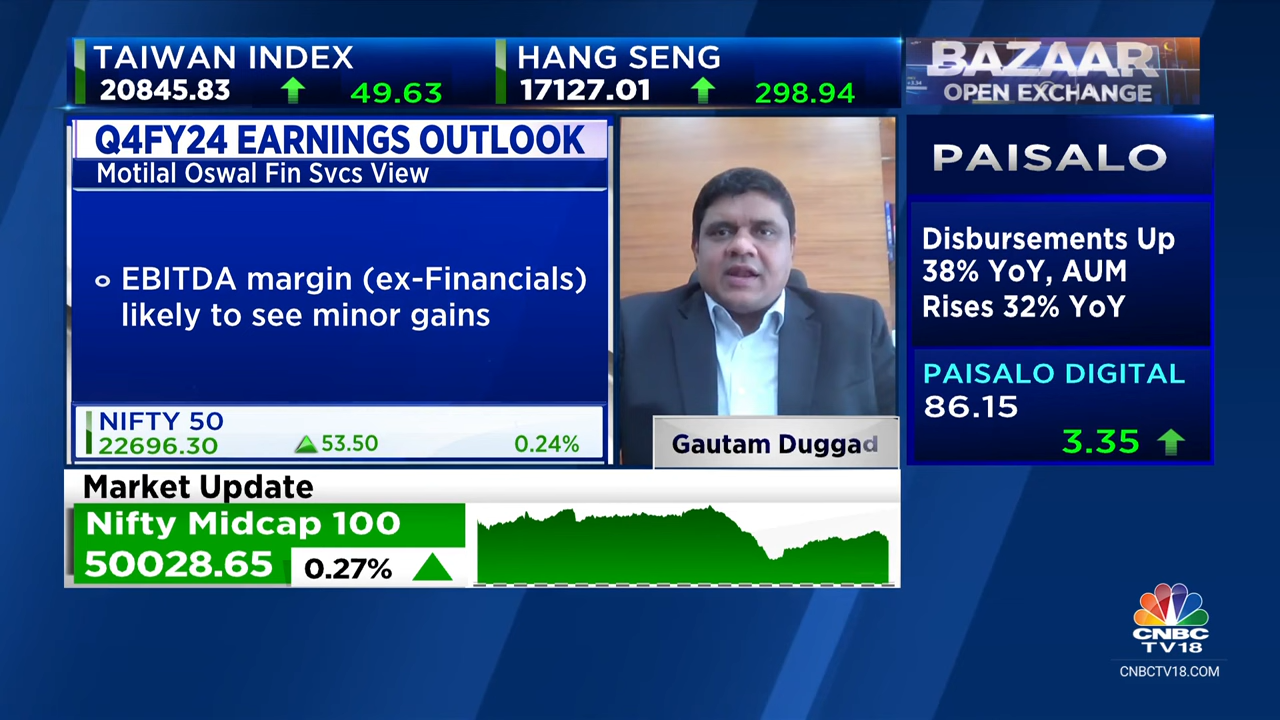 TAIWAN INDEX
20845.83 49.63
HANG SENG
17127.01 298.94
BAZAAR
OPEN EXCHANGE
Q4FY24 EARNINGS OUTLOOK
Motilal Oswal Fin Svcs View
EBITDA margin (ex-Financials)
likely to see minor gains
NIFTY 50
22696.30 53.50 0.24%
Gautam Duggad
PAISALO
Disbursements Up
38% YoY, AUM
Rises 32% YoY
PAISALO DIGITAL
86.15
3.35
Market Update
Nifty Midcap 100
50028.65 0.27%
CNBC
TV18
CNBCTV18.COM